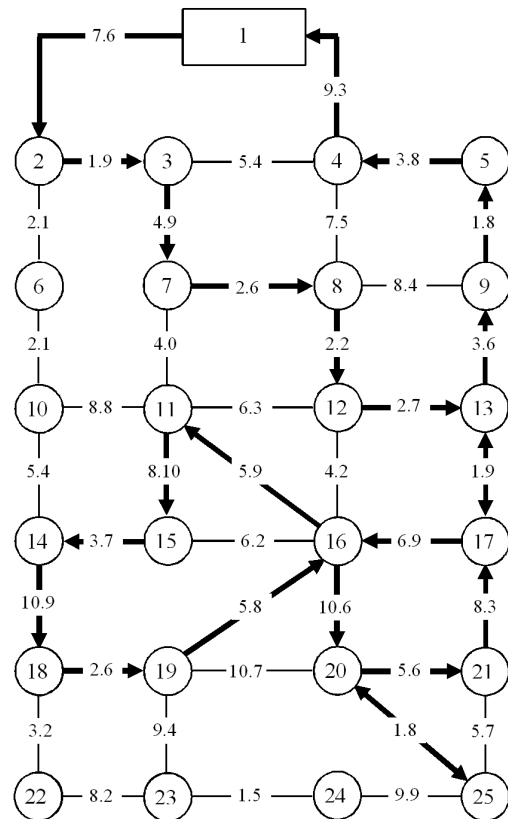 7.6 1
9.3
2 1.9 3 5.4 4 3.8 5
2.1 4.9 7.5 1.8
6 7 2.6 8 8.4 9
2.1 4.0 2.2 3.6
10 8.8 11 6.3 12 2.7 13
5.4 8.10 5.9 4.2 1.9
14 3.7 15 6.2 16 6.9 17
10.9 5.8 10.6 8.3
18 2.6 19 10.7 20 5.6 21
3.2 9.4 1.8 5.7
22 8.2 23 1.5 24 9.9 25